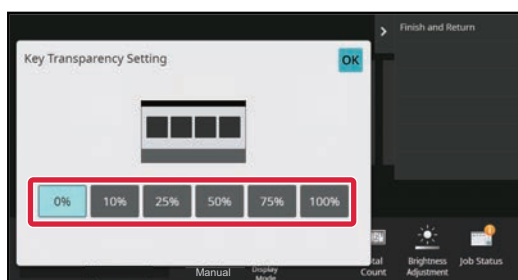 Finish and Return
Key Transparency Setting
OK
0% 10% 25% 50% 75% 100%
Manual
Display
Mode
Count
Brightness
Adjustment
Job Status